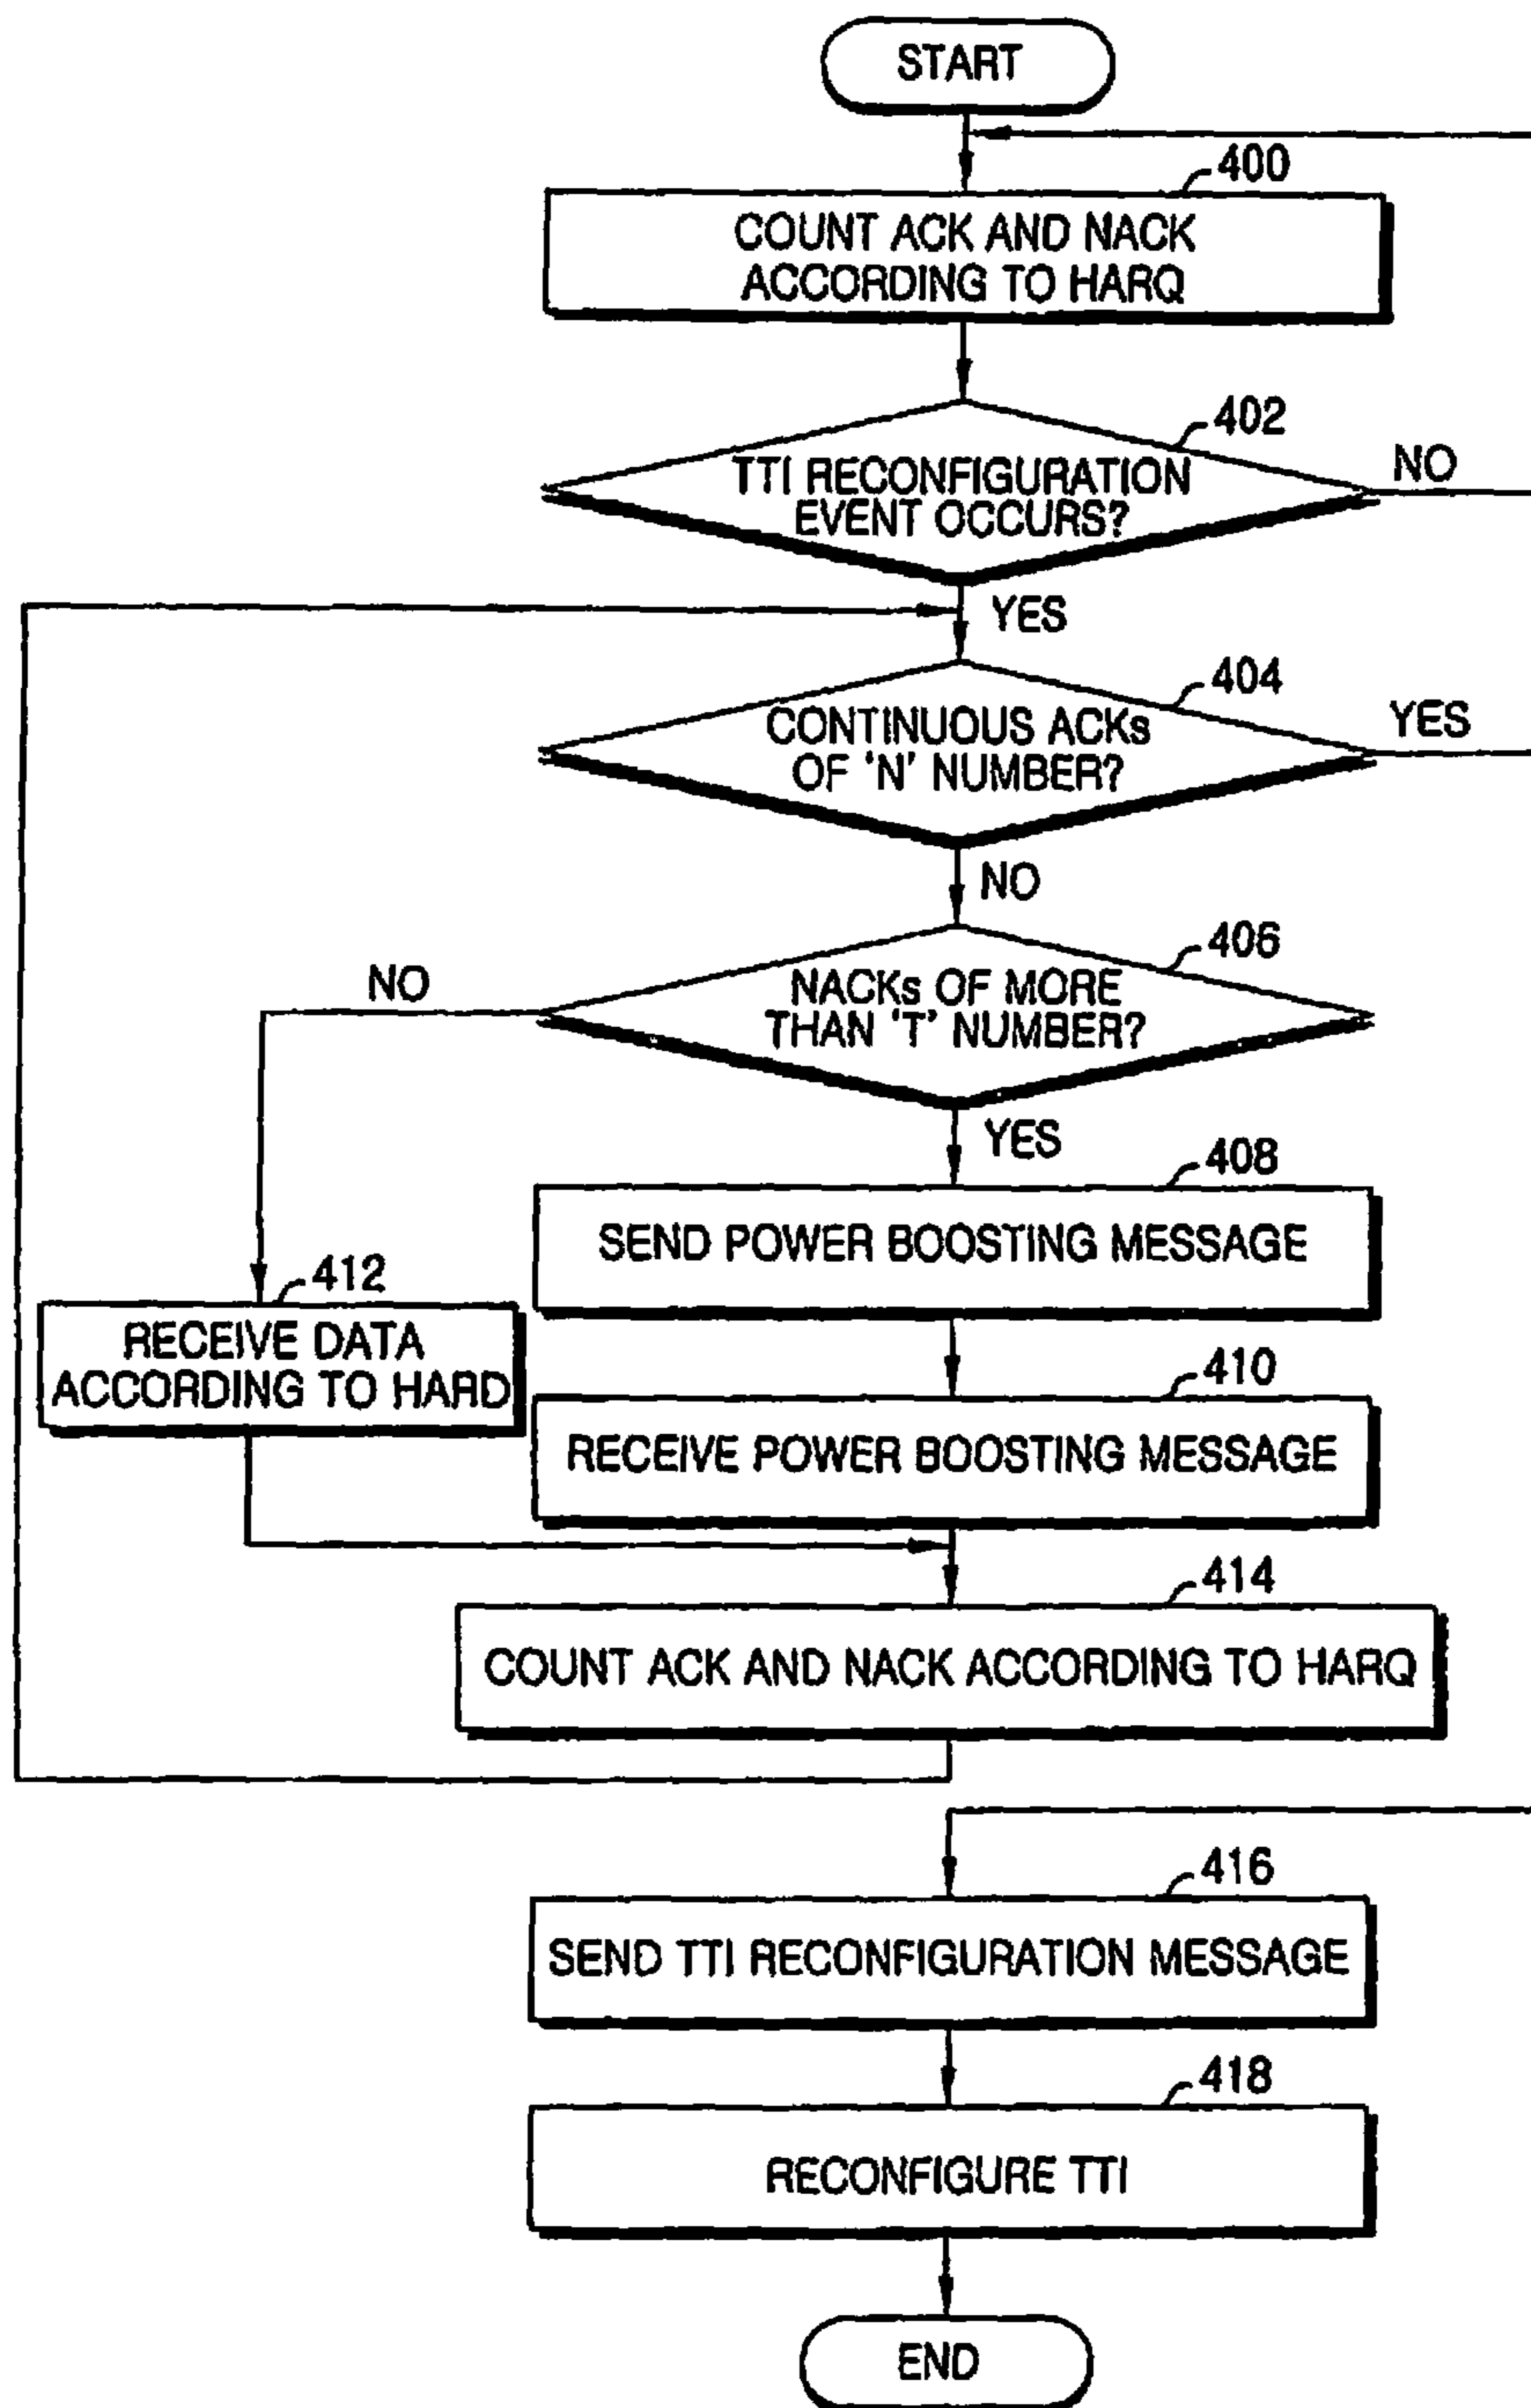 START
400
COUNT ACK AND NACK
ACCORDING TO HARQ
402
TTI RECONFIGURATION
EVENT OCCURS?
NO
YES
404
CONTINUOUS ACKs
OF ‘N’ NUMBER?
YES
NO
406
NACKs OF MORE
THAN ‘T’ NUMBER?
NO
YES
408
SEND POWER BOOSTING MESSAGE
412
RECEIVE DATA
ACCORDING TO HARD
410
RECEIVE POWER BOOSTING MESSAGE
414
COUNT ACK AND NACK ACCORDING TO HARQ
416
SEND TTI RECONFIGURATION MESSAGE
418
RECONFIGURE TTI
END